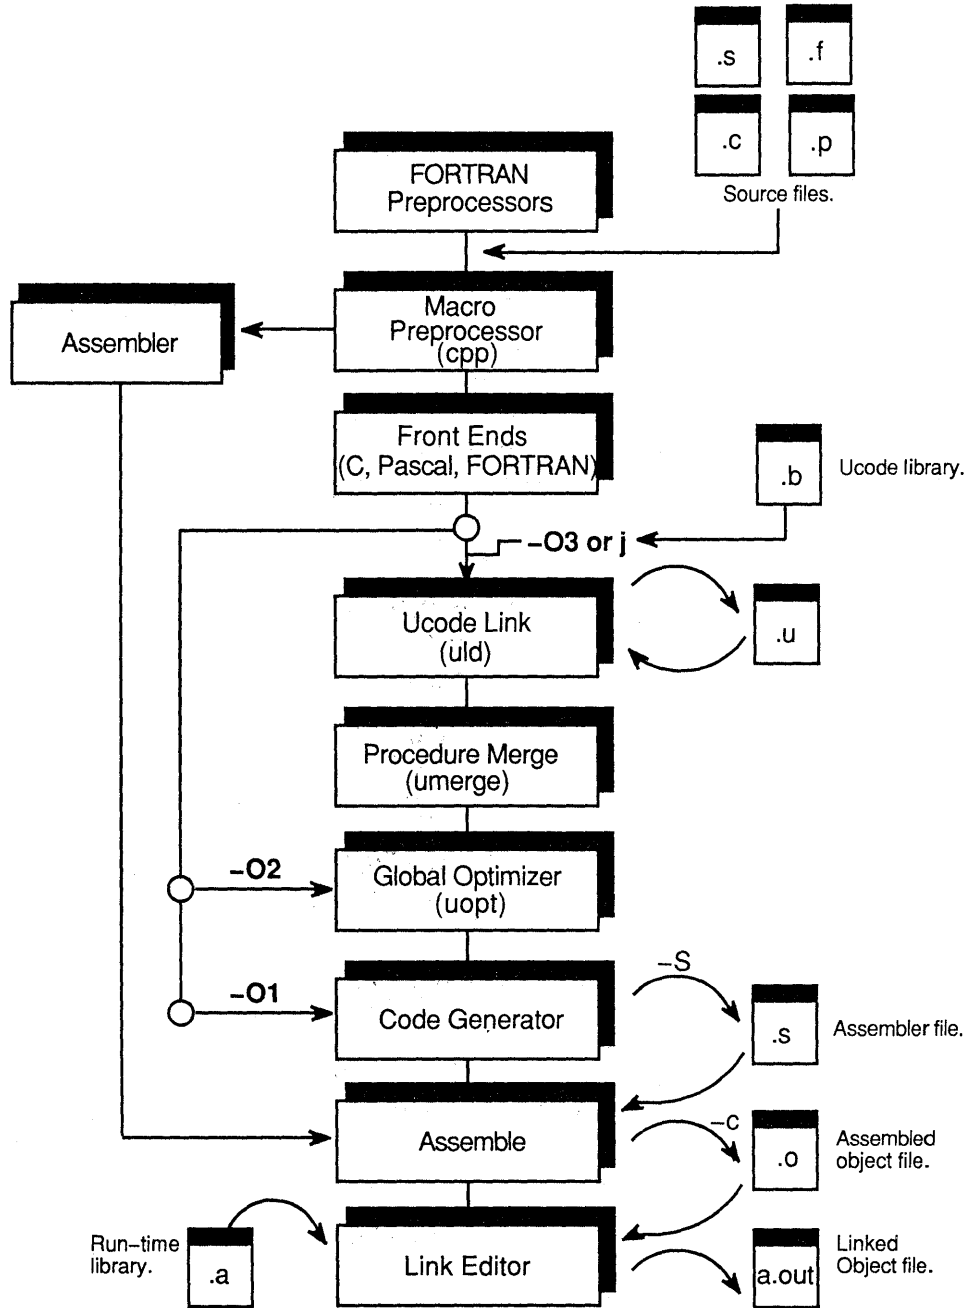 .s
.f
.c
.p
Source files.
FORTRAN
Preprocessors
Macro
Preprocessor
(cpp)
Assembler
Front Ends
(C, Pascal, FORTRAN)
.b
Ucode library.
–O3 or j
Ucode Link
(uld)
.u
Procedure Merge
(umerge)
–O2
Global Optimizer
(uopt)
–O1
Code Generator
–S
.s
Assembler file.
Assemble
–c
.o
Assembled
object file.
Run–time
library.
.a
Link Editor
a.out
Linked
Object file.